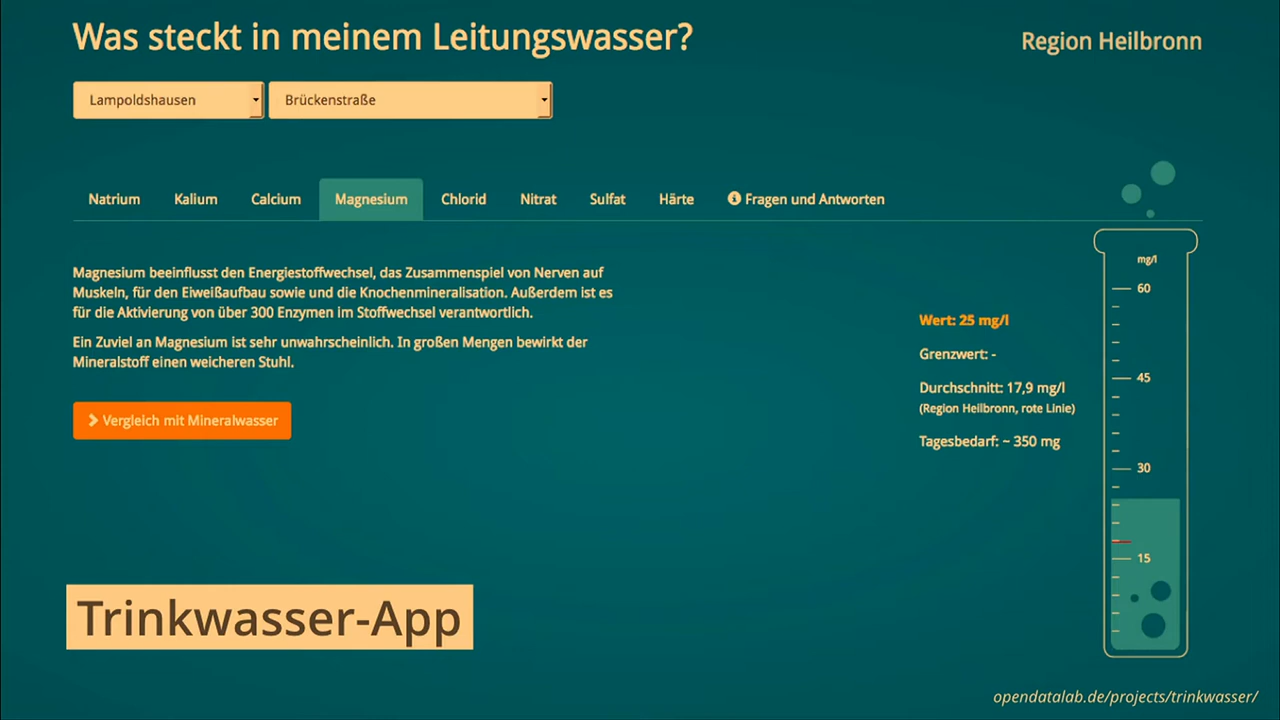 Was steckt in meinem Leitungswasser?
Region Heilbronn
Lampoldshausen
Brückenstraße
Natrium
Kalium
Calcium
Magnesium
Chlorid
Nitrat
Sulfat
Härte
Fragen und Antworten
Magnesium beeinflusst den Energiestoffwechsel, das Zusammenspiel von Nerven auf
Muskeln, für den Eiweißaufbau sowie und die Knochenmineralisation. Außerdem ist es
für die Aktivierung von über 300 Enzymen im Stoffwechsel verantwortlich.
Ein Zuviel an Magnesium ist sehr unwahrscheinlich. In großen Mengen bewirkt der
Mineralstoff einen weicheren Stuhl.
Vergleich mit Mineralwasser
Wert: 25 mg/l
Grenzwert: -
Durchschnitt: 17,9 mg/l
(Region Heilbronn, rote Linie)
Tagesbedarf: ~ 350 mg
mg/l
60
45
30
15
Trinkwasser-App
opendatalab.de/projects/trinkwasser/